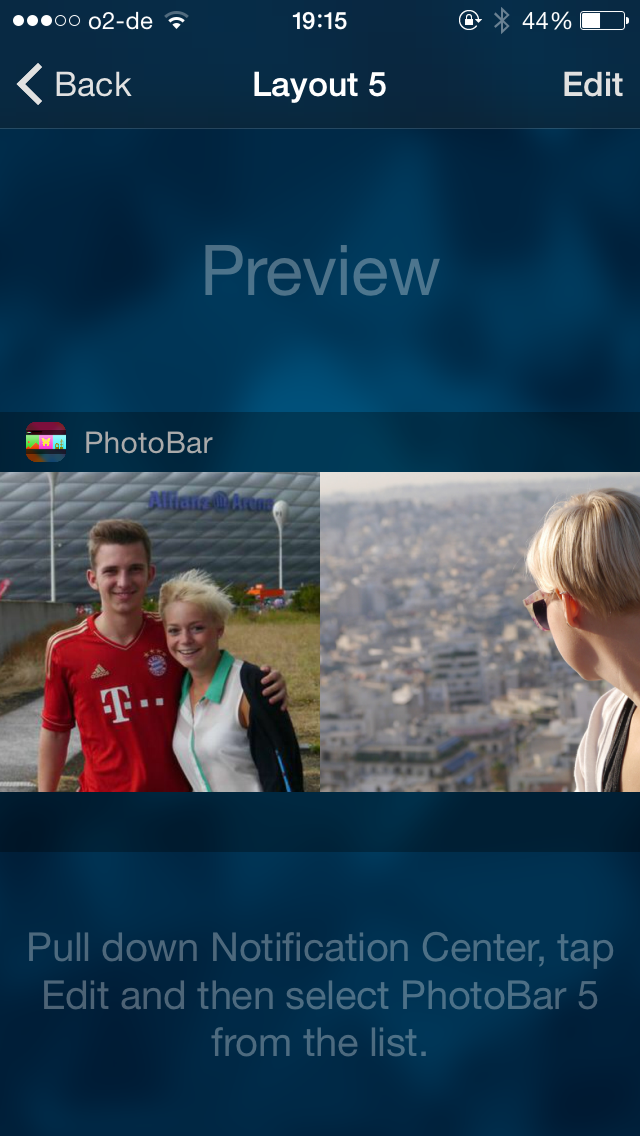 o2-de 19:15 44%
Back Layout 5 Edit
Preview
PhotoBar
Allianz Arena
adidas
T
Pull down Notification Center, tap
Edit and then select PhotoBar 5
from the list.